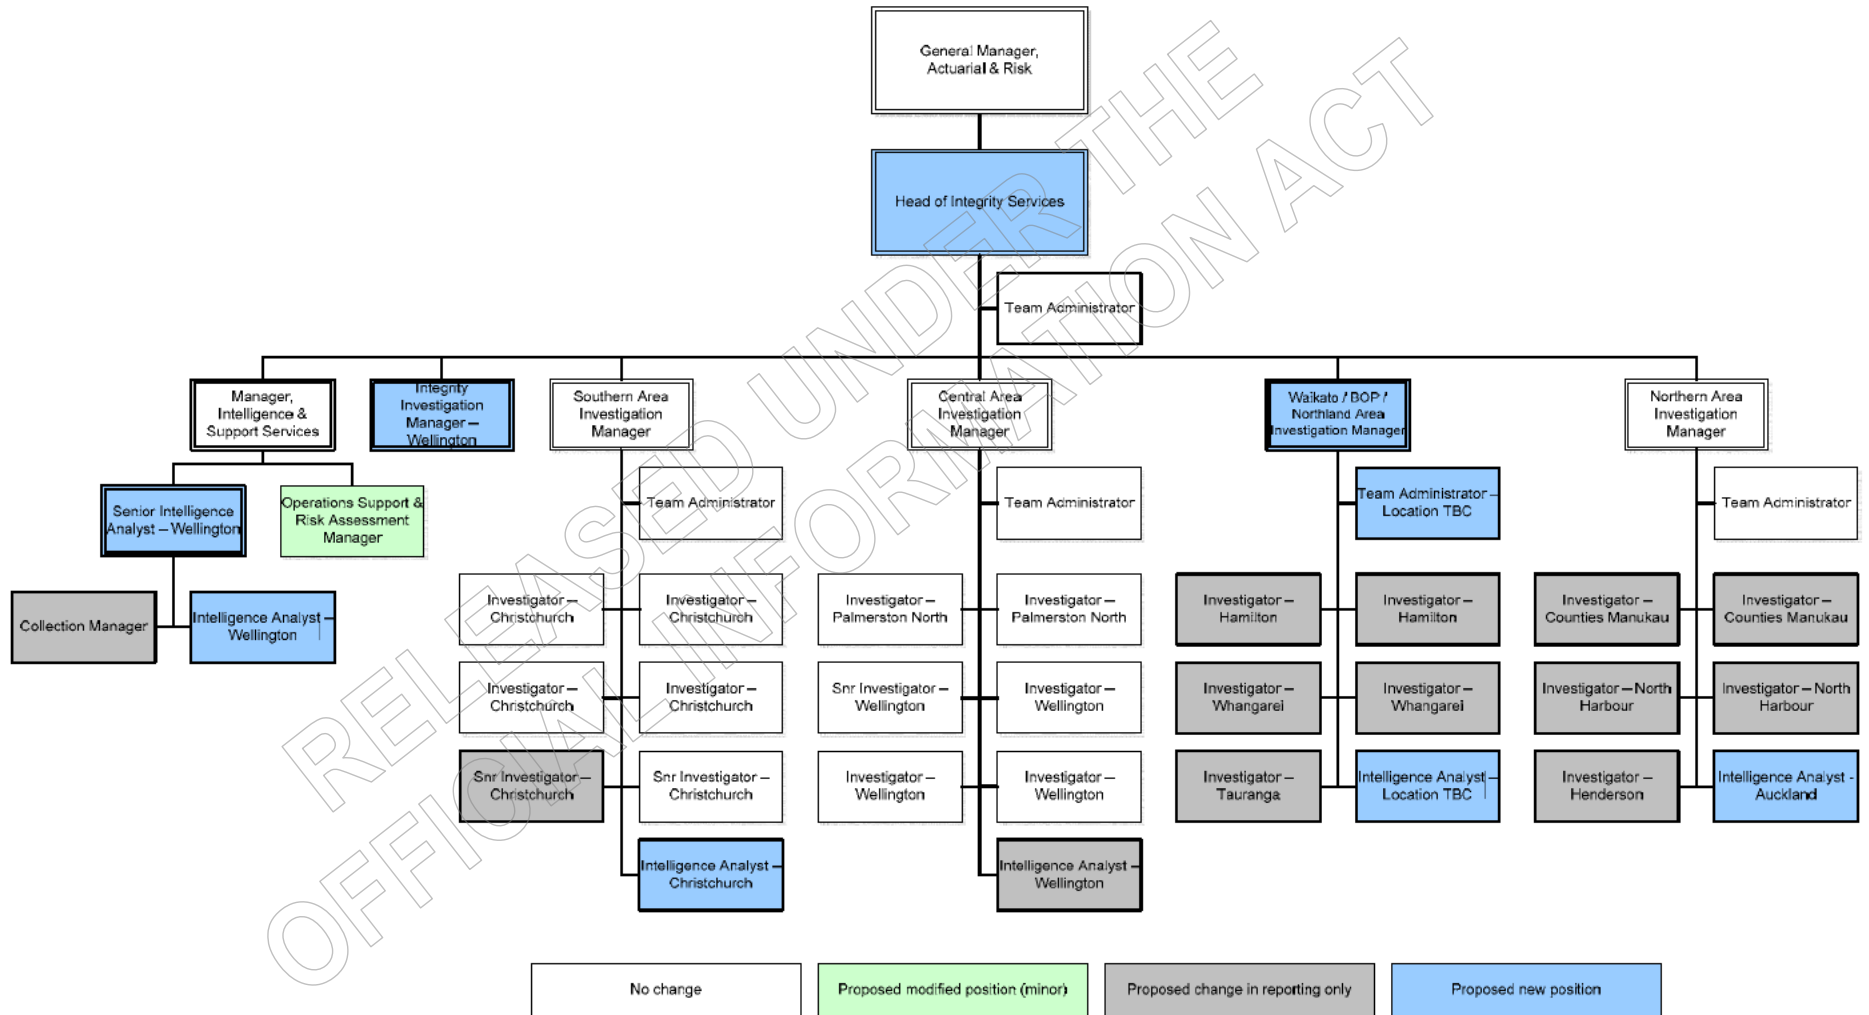 General Manager,
Actuarial & Risk
Head of Integrity Services
Team Administrator
Manager,
Intelligence &
Support Services
Integrity
Investigation
Manager –
Wellington
Southern Area
Investigation
Manager
Central Area
Investigation
Manager
Waikato / BOP /
Northland Area
Investigation Manager
Northern Area
Investigation
Manager
Senior Intelligence
Analyst – Wellington
Operations Support &
Risk Assessment
Manager
Team Administrator
Team Administrator
Team Administrator –
Location TBC
Team Administrator
Collection Manager
Intelligence Analyst –
Wellington
Investigator –
Christchurch
Investigator –
Christchurch
Investigator –
Palmerston North
Investigator –
Palmerston North
Investigator –
Hamilton
Investigator –
Hamilton
Investigator –
Counties Manukau
Investigator –
Counties Manukau
Investigator –
Christchurch
Investigator –
Christchurch
Snr Investigator –
Wellington
Investigator –
Wellington
Investigator –
Whangarei
Investigator –
Whangarei
Investigator – North
Harbour
Investigator – North
Harbour
Snr Investigator –
Christchurch
Snr Investigator –
Christchurch
Investigator –
Wellington
Investigator –
Wellington
Investigator –
Tauranga
Intelligence Analyst –
Location TBC
Investigator –
Henderson
Intelligence Analyst -
Auckland
Intelligence Analyst –
Christchurch
Intelligence Analyst –
Wellington
No change
Proposed modified position (minor)
Proposed change in reporting only
Proposed new position
RELEASED UNDER THE
OFFICIAL INFORMATION ACT